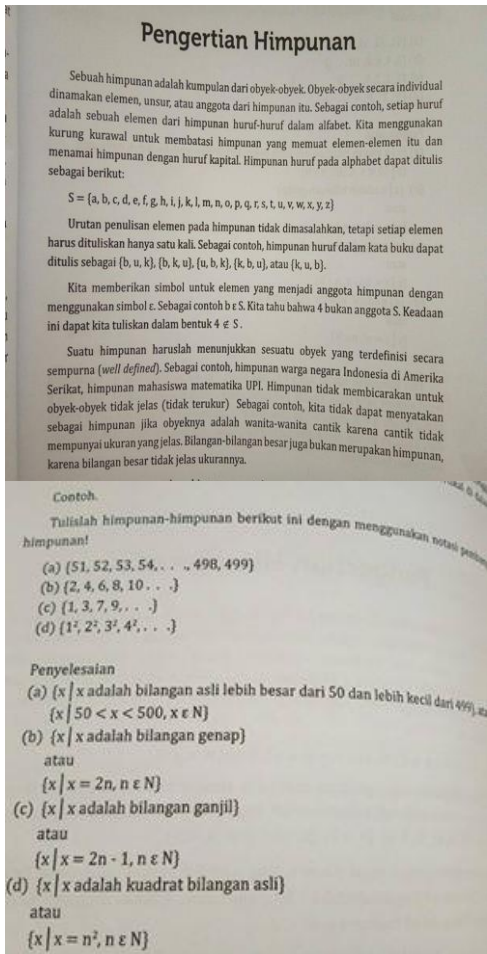 Pengertian Himpunan
Sebuah himpunan adalah kumpulan dari obyek-obyek. Obyek-obyek secara individual
dinamakan elemen, unsur, atau anggota dari himpunan itu. Sebagai contoh, setiap huruf
adalah sebuah elemen dari himpunan huruf-huruf dalam alfabet. Kita menggunakan
kurung kurawal untuk membatasi himpunan yang memuat elemen-elemen itu dan
menamai himpunan dengan huruf kapital. Himpunan huruf pada alphabet dapat ditulis
sebagai berikut:
S = {a, b, c, d, e, f, g, h, i, j, k, l, m, n, o, p, q, r, s, t, u, v, w, x, y, z}
Urutan penulisan elemen pada himpunan tidak dimasalahkan, tetapi setiap elemen
harus dituliskan hanya satu kali. Sebagai contoh, himpunan huruf dalam kata buku dapat
ditulis sebagai {b, u, k}, {b, k, u}, {u, b, k}, {k, b, u}, atau {k, u, b}.
Kita memberikan simbol untuk elemen yang menjadi anggota himpunan dengan
menggunakan simbol ε. Sebagai contoh b ε S. Kita tahu bahwa 4 bukan anggota S. Keadaan
ini dapat kita tuliskan dalam bentuk 4 ∉ S.
Suatu himpunan haruslah menunjukkan sesuatu obyek yang terdefinisi secara
sempurna (well defined). Sebagai contoh, himpunan warga negara Indonesia di Amerika
Serikat, himpunan mahasiswa matematika UPI. Himpunan tidak membicarakan untuk
obyek-obyek tidak jelas (tidak terukur) Sebagai contoh, kita tidak dapat menyatakan
sebagai himpunan jika obyeknya adalah wanita-wanita cantik karena cantik tidak
mempunyai ukuran yang jelas. Bilangan-bilangan besar juga bukan merupakan himpunan,
karena bilangan besar tidak jelas ukurannya.
Contoh.
Tulislah himpunan-himpunan berikut ini dengan menggunakan notasi
himpunan!
(a) {51, 52, 53, 54, . . ., 498, 499}
(b) {2, 4, 6, 8, 10 . . .}
(c) {1, 3, 7, 9, . . .}
(d) {1², 2², 3², 4², . . .}
Penyelesaian
(a) {x | x adalah bilangan asli lebih besar dari 50 dan lebih kecil dari 499},
{x | 50 < x < 500, x ε N}
(b) {x | x adalah bilangan genap}
atau
{x | x = 2n, n ε N}
(c) {x | x adalah bilangan ganjil}
atau
{x | x = 2n - 1, n ε N}
(d) {x | x adalah kuadrat bilangan asli}
atau
{x | x = n², n ε N}